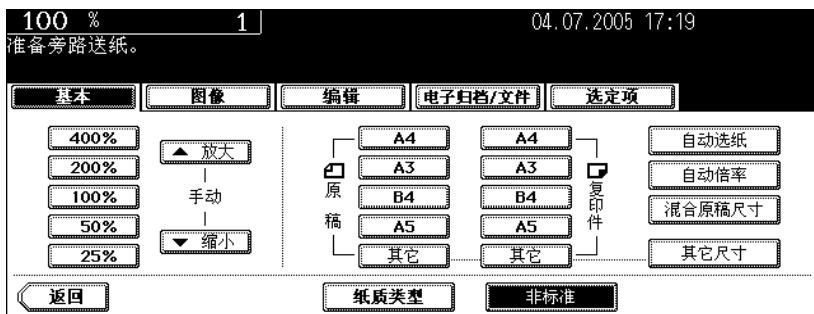 100 % 1 04.07.2005 17:19
准备旁路送纸。
基本 图像 编辑 电子归档/文件 选定项
400%
200%
100%
50%
25%
放大
手动
缩小
原稿
A4
A3
B4
A5
其它
A4
A3
B4
A5
其它
复印件
自动选纸
自动倍率
混合原稿尺寸
其它尺寸
返回 纸质类型 非标准